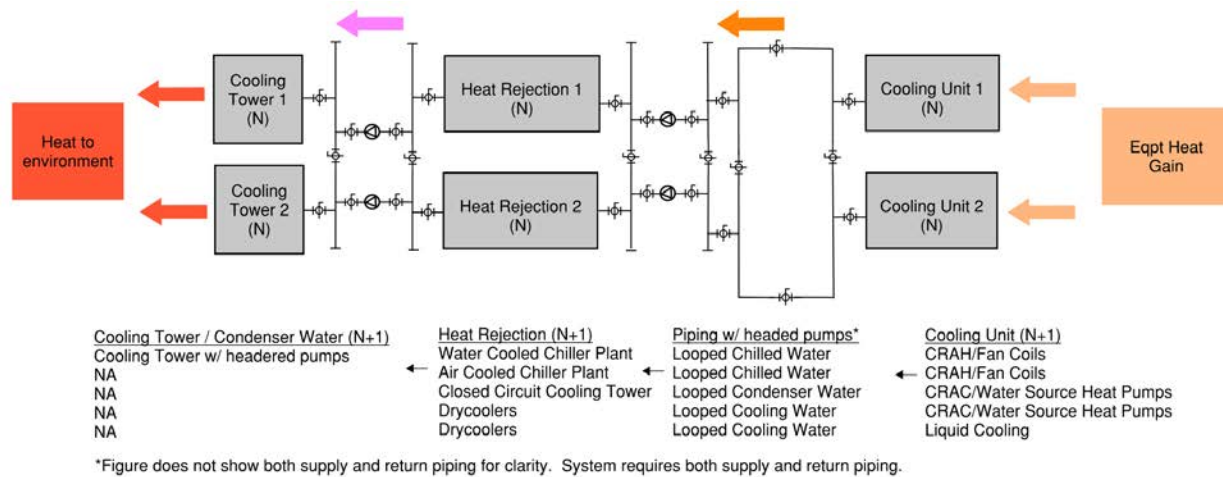 Heat to
environment
Cooling
Tower 1
(N)
Cooling
Tower 2
(N)
Heat Rejection 1
(N)
Heat Rejection 2
(N)
Cooling Unit 1
(N)
Cooling Unit 2
(N)
Eqpt Heat
Gain
Cooling Tower / Condenser Water (N+1)
Cooling Tower w/ headered pumps
NA
NA
NA
NA
Heat Rejection (N+1)
Water Cooled Chiller Plant
Air Cooled Chiller Plant
Closed Circuit Cooling Tower
Drycoolers
Drycoolers
Piping w/ headed pumps*
Looped Chilled Water
Looped Chilled Water
Looped Condenser Water
Looped Cooling Water
Looped Cooling Water
Cooling Unit (N+1)
CRAH/Fan Coils
CRAH/Fan Coils
CRAC/Water Source Heat Pumps
CRAC/Water Source Heat Pumps
Liquid Cooling
*Figure does not show both supply and return piping for clarity. System requires both supply and return piping.